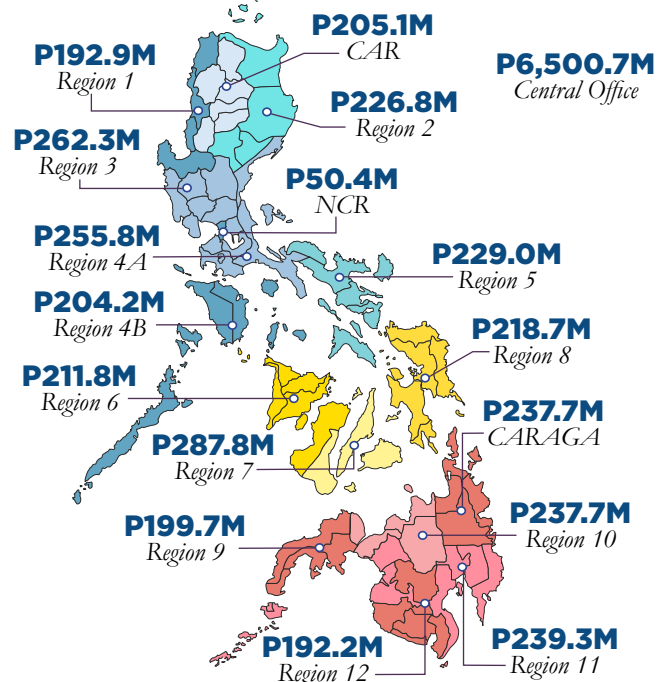 P205.1M
CAR
P192.9M
Region 1
P6,500.7M
Central Office
P226.8M
Region 2
P262.3M
Region 3
P50.4M
NCR
P255.8M
Region 4A
P229.0M
Region 5
P204.2M
Region 4B
P218.7M
Region 8
P211.8M
Region 6
P237.7M
CARAGA
P287.8M
Region 7
P199.7M
Region 9
P237.7M
Region 10
P192.2M
Region 12
P239.3M
Region 11